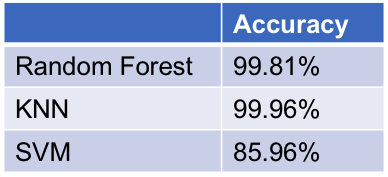 Accuracy
Random Forest 99.81%
KNN 99.96%
SVM 85.96%